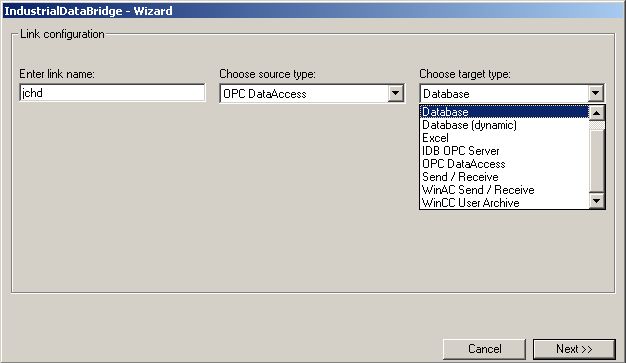 IndustrialDataBridge - Wizard
Link configuration
Enter link name:
Choose source type:
Choose target type:
jchd
OPC DataAccess
Database
Database
Database (dynamic)
Excel
IDB OPC Server
OPC DataAccess
Send / Receive
WinAC Send / Receive
WinCC User Archive
Cancel
Next >>